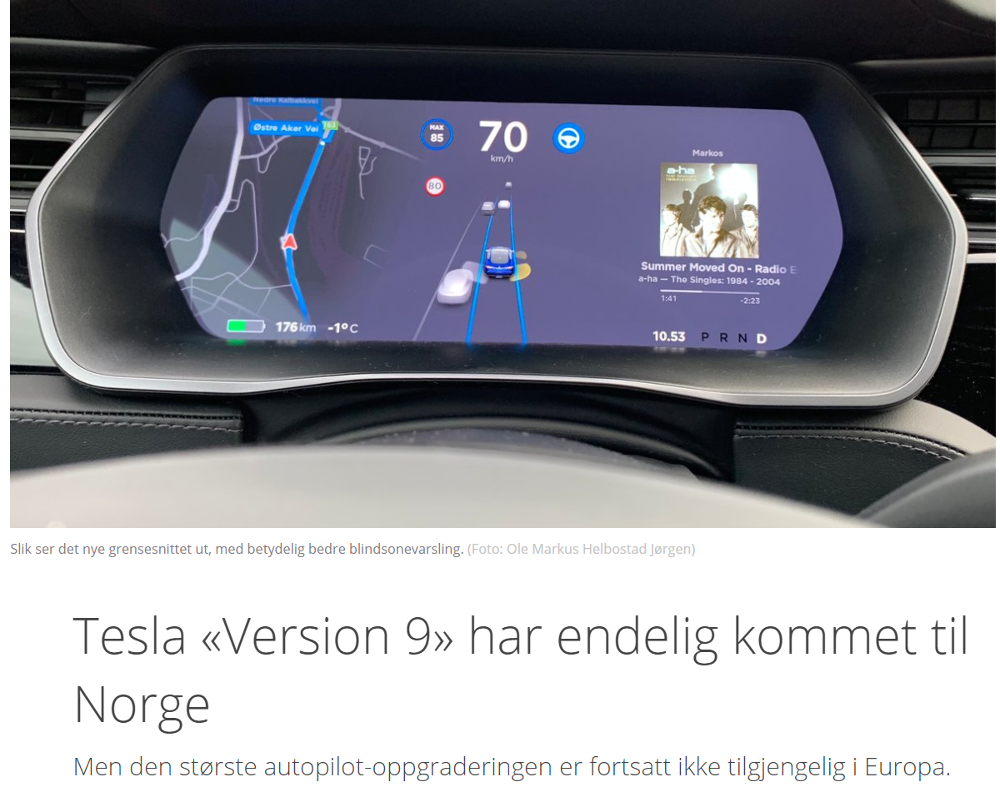 Nedre Kalbakkvei
Østre Aker Vei
163
MAX
85
70
km/h
80
Markos
a-ha
Summer Moved On - Radio E
a-ha — The Singles: 1984 - 2004
1:41
-2:23
176 km
-1° C
10.53
P R N D
Slik ser det nye grensesnittet ut, med betydelig bedre blindsonevarsling. (Foto: Ole Markus Helbostad Jørgen)
Tesla «Version 9» har endelig kommet til
Norge
Men den største autopilot-oppgraderingen er fortsatt ikke tilgjengelig i Europa.